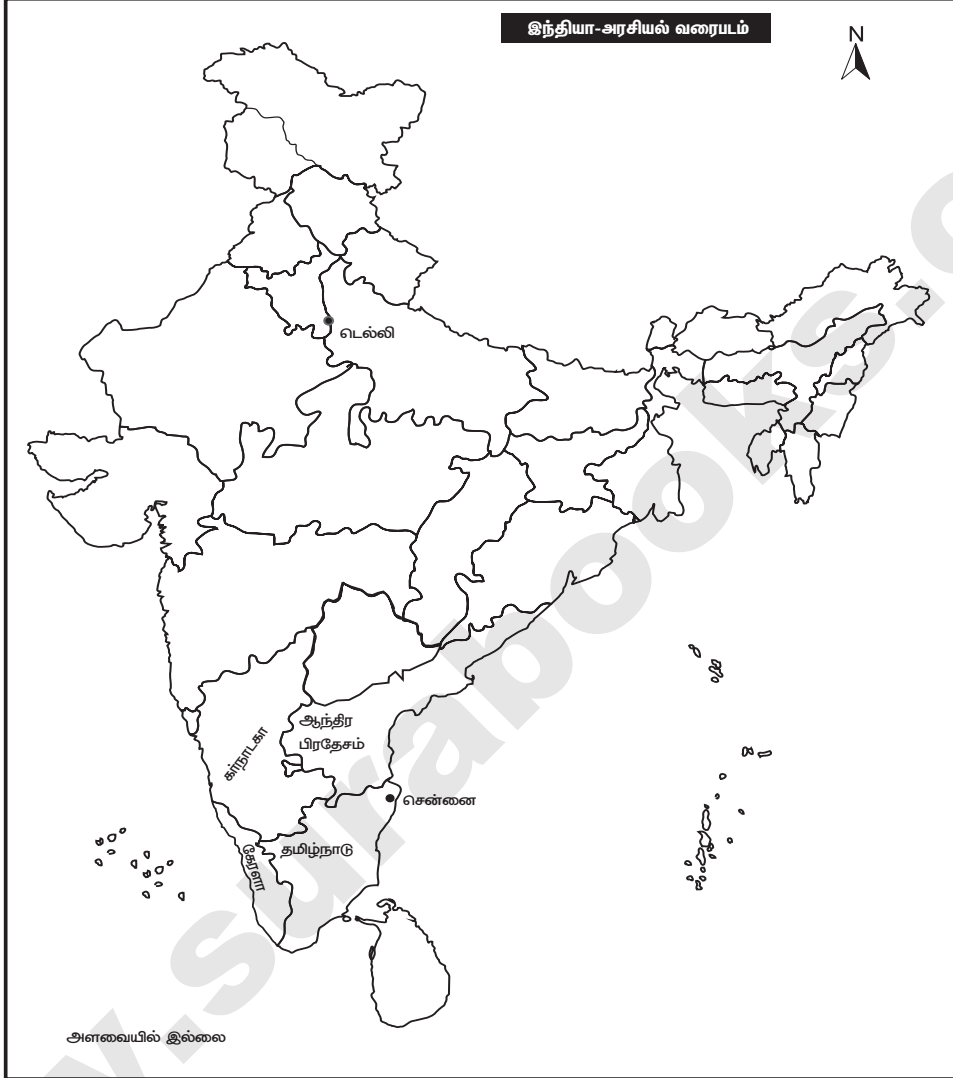 இந்தியா-அரசியல் வரைபடம்
N
டெல்லி
ஆந்திர
பிரதேசம்
கர்நாடகா
சென்னை
தமிழ்நாடு
கேரளா
அளவையில் இல்லை